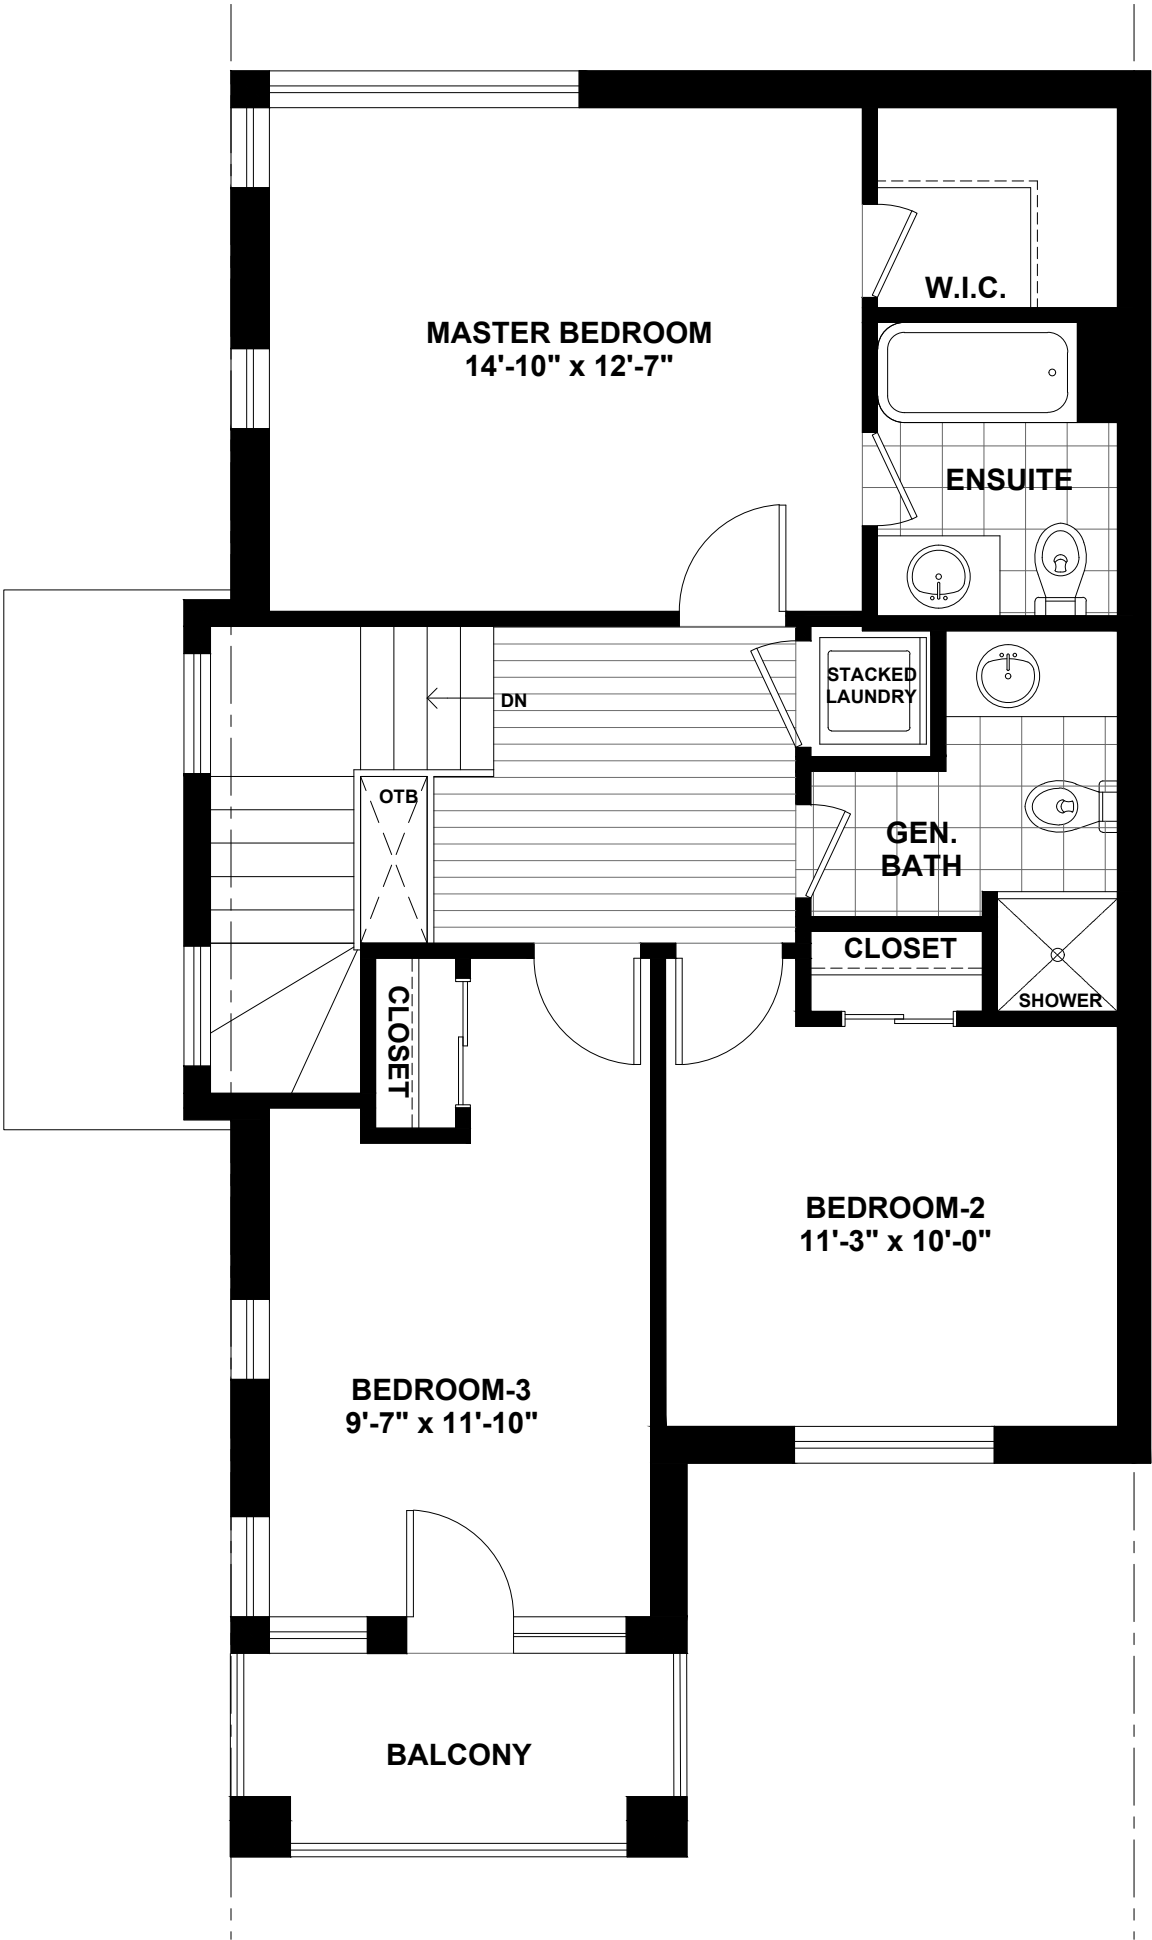 W.I.C.
MASTER BEDROOM
14'-10" x 12'-7"
ENSUITE
STACKED
LAUNDRY
DN
OTB
GEN.
BATH
CLOSET
CLOSET
SHOWER
BEDROOM-2
11'-3" x 10'-0"
BEDROOM-3
9'-7" x 11'-10"
BALCONY